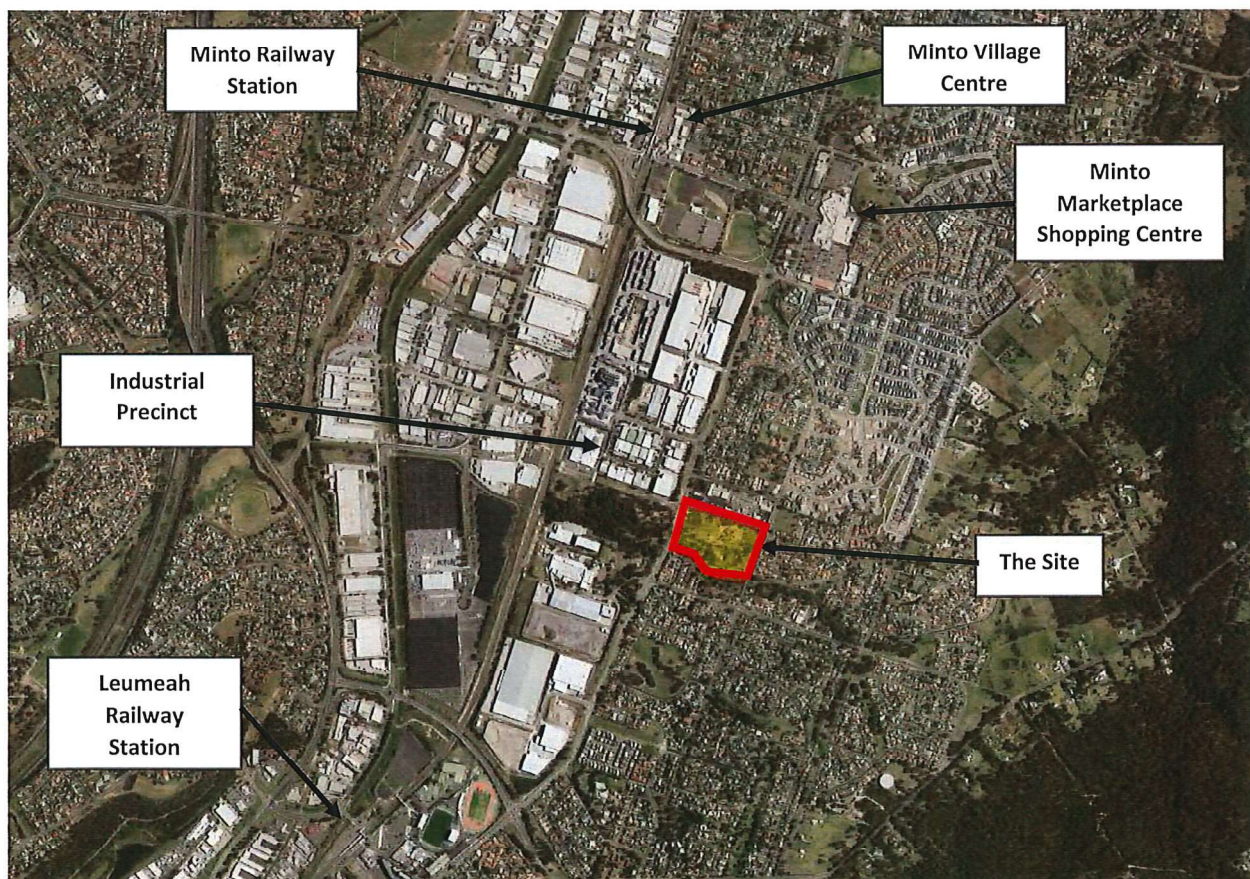 Minto Railway
Station
Minto Village
Centre
Minto
Marketplace
Shopping Centre
Industrial
Precinct
The Site
Leumeah
Railway
Station